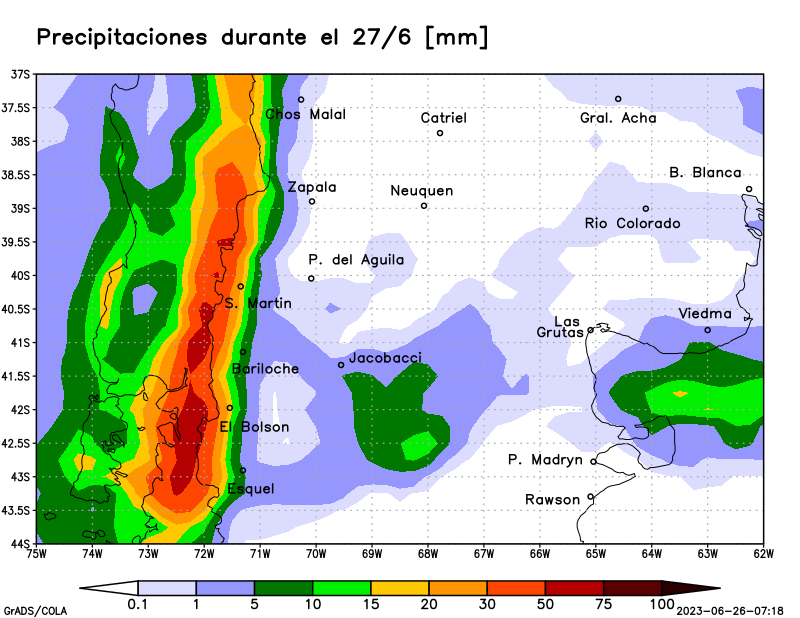 Precipitaciones durante el 27/6 [mm]
37S
37.5S
38S
38.5S
39S
39.5S
40S
40.5S
41S
41.5S
42S
42.5S
43S
43.5S
44S
Chos Malal
Catriel
Gral. Acha
B. Blanca
Zapala
Neuquen
Rio Colorado
P. del Aguila
S. Martin
Las
Grutas
Viedma
Bariloche
Jacobacci
El Bolson
P. Madryn
Esquel
Rawson
75W 74W 73W 72W 71W 70W 69W 68W 67W 66W 65W 64W 63W 62W
0.1 1 5 10 15 20 30 50 75 100
GrADS/COLA
2023-06-26-07:18